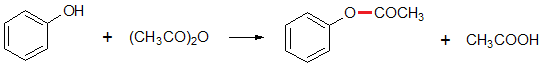 OH + (CH₃CO)₂O O COCH₃ + CH₃COOH